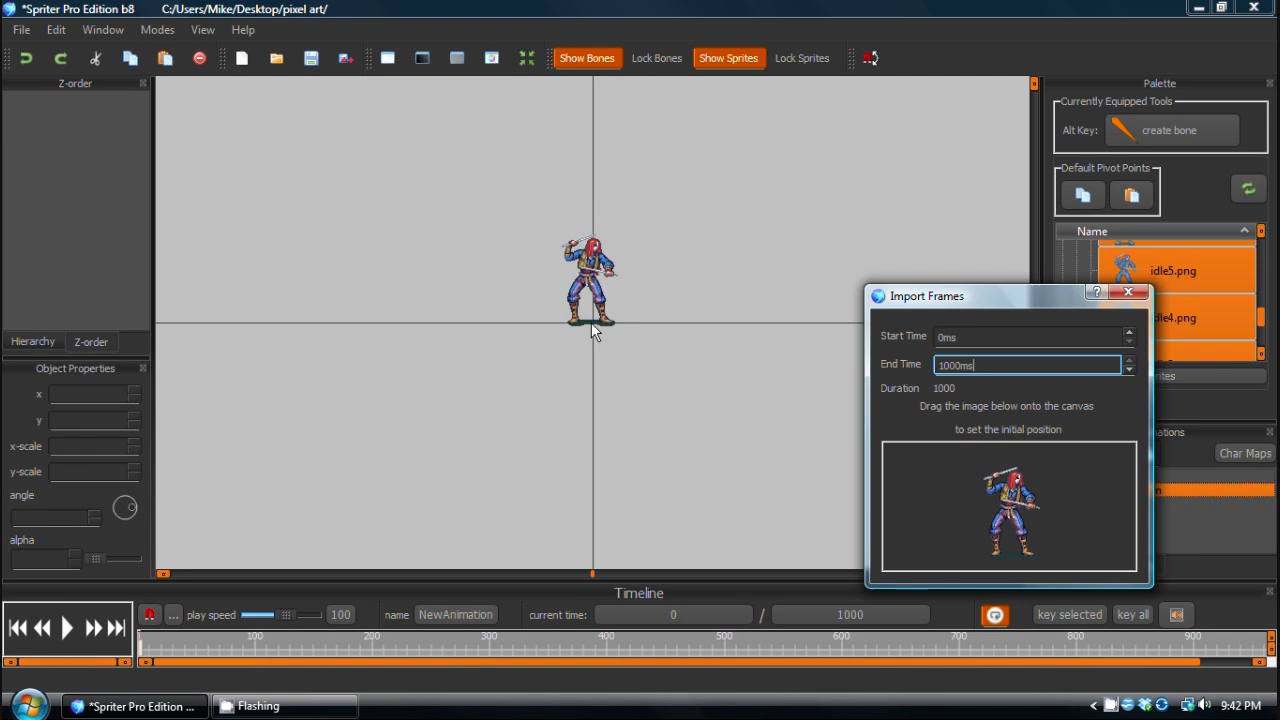 *Spriter Pro Edition b8 C:/Users/Mike/Desktop/pixel art/
File Edit Window Modes View Help
Show Bones Lock Bones Show Sprites Lock Sprites
Z-order
Hierarchy Z-order
Object Properties
x
y
x-scale
y-scale
angle
alpha
Palette
Currently Equipped Tools
Alt Key: create bone
Default Pivot Points
Name
idle5.png
dle4.png
rites
ations
Char Maps
n
Import Frames
Start Time 0ms
End Time 1000ms
Duration 1000
Drag the image below onto the canvas
to set the initial position
Timeline
... play speed 100 name NewAnimation current time: 0 / 1000 key selected key all
100 200 300 400 500 600 700 800 900
*Spriter Pro Edition ... Flashing 9:42 PM